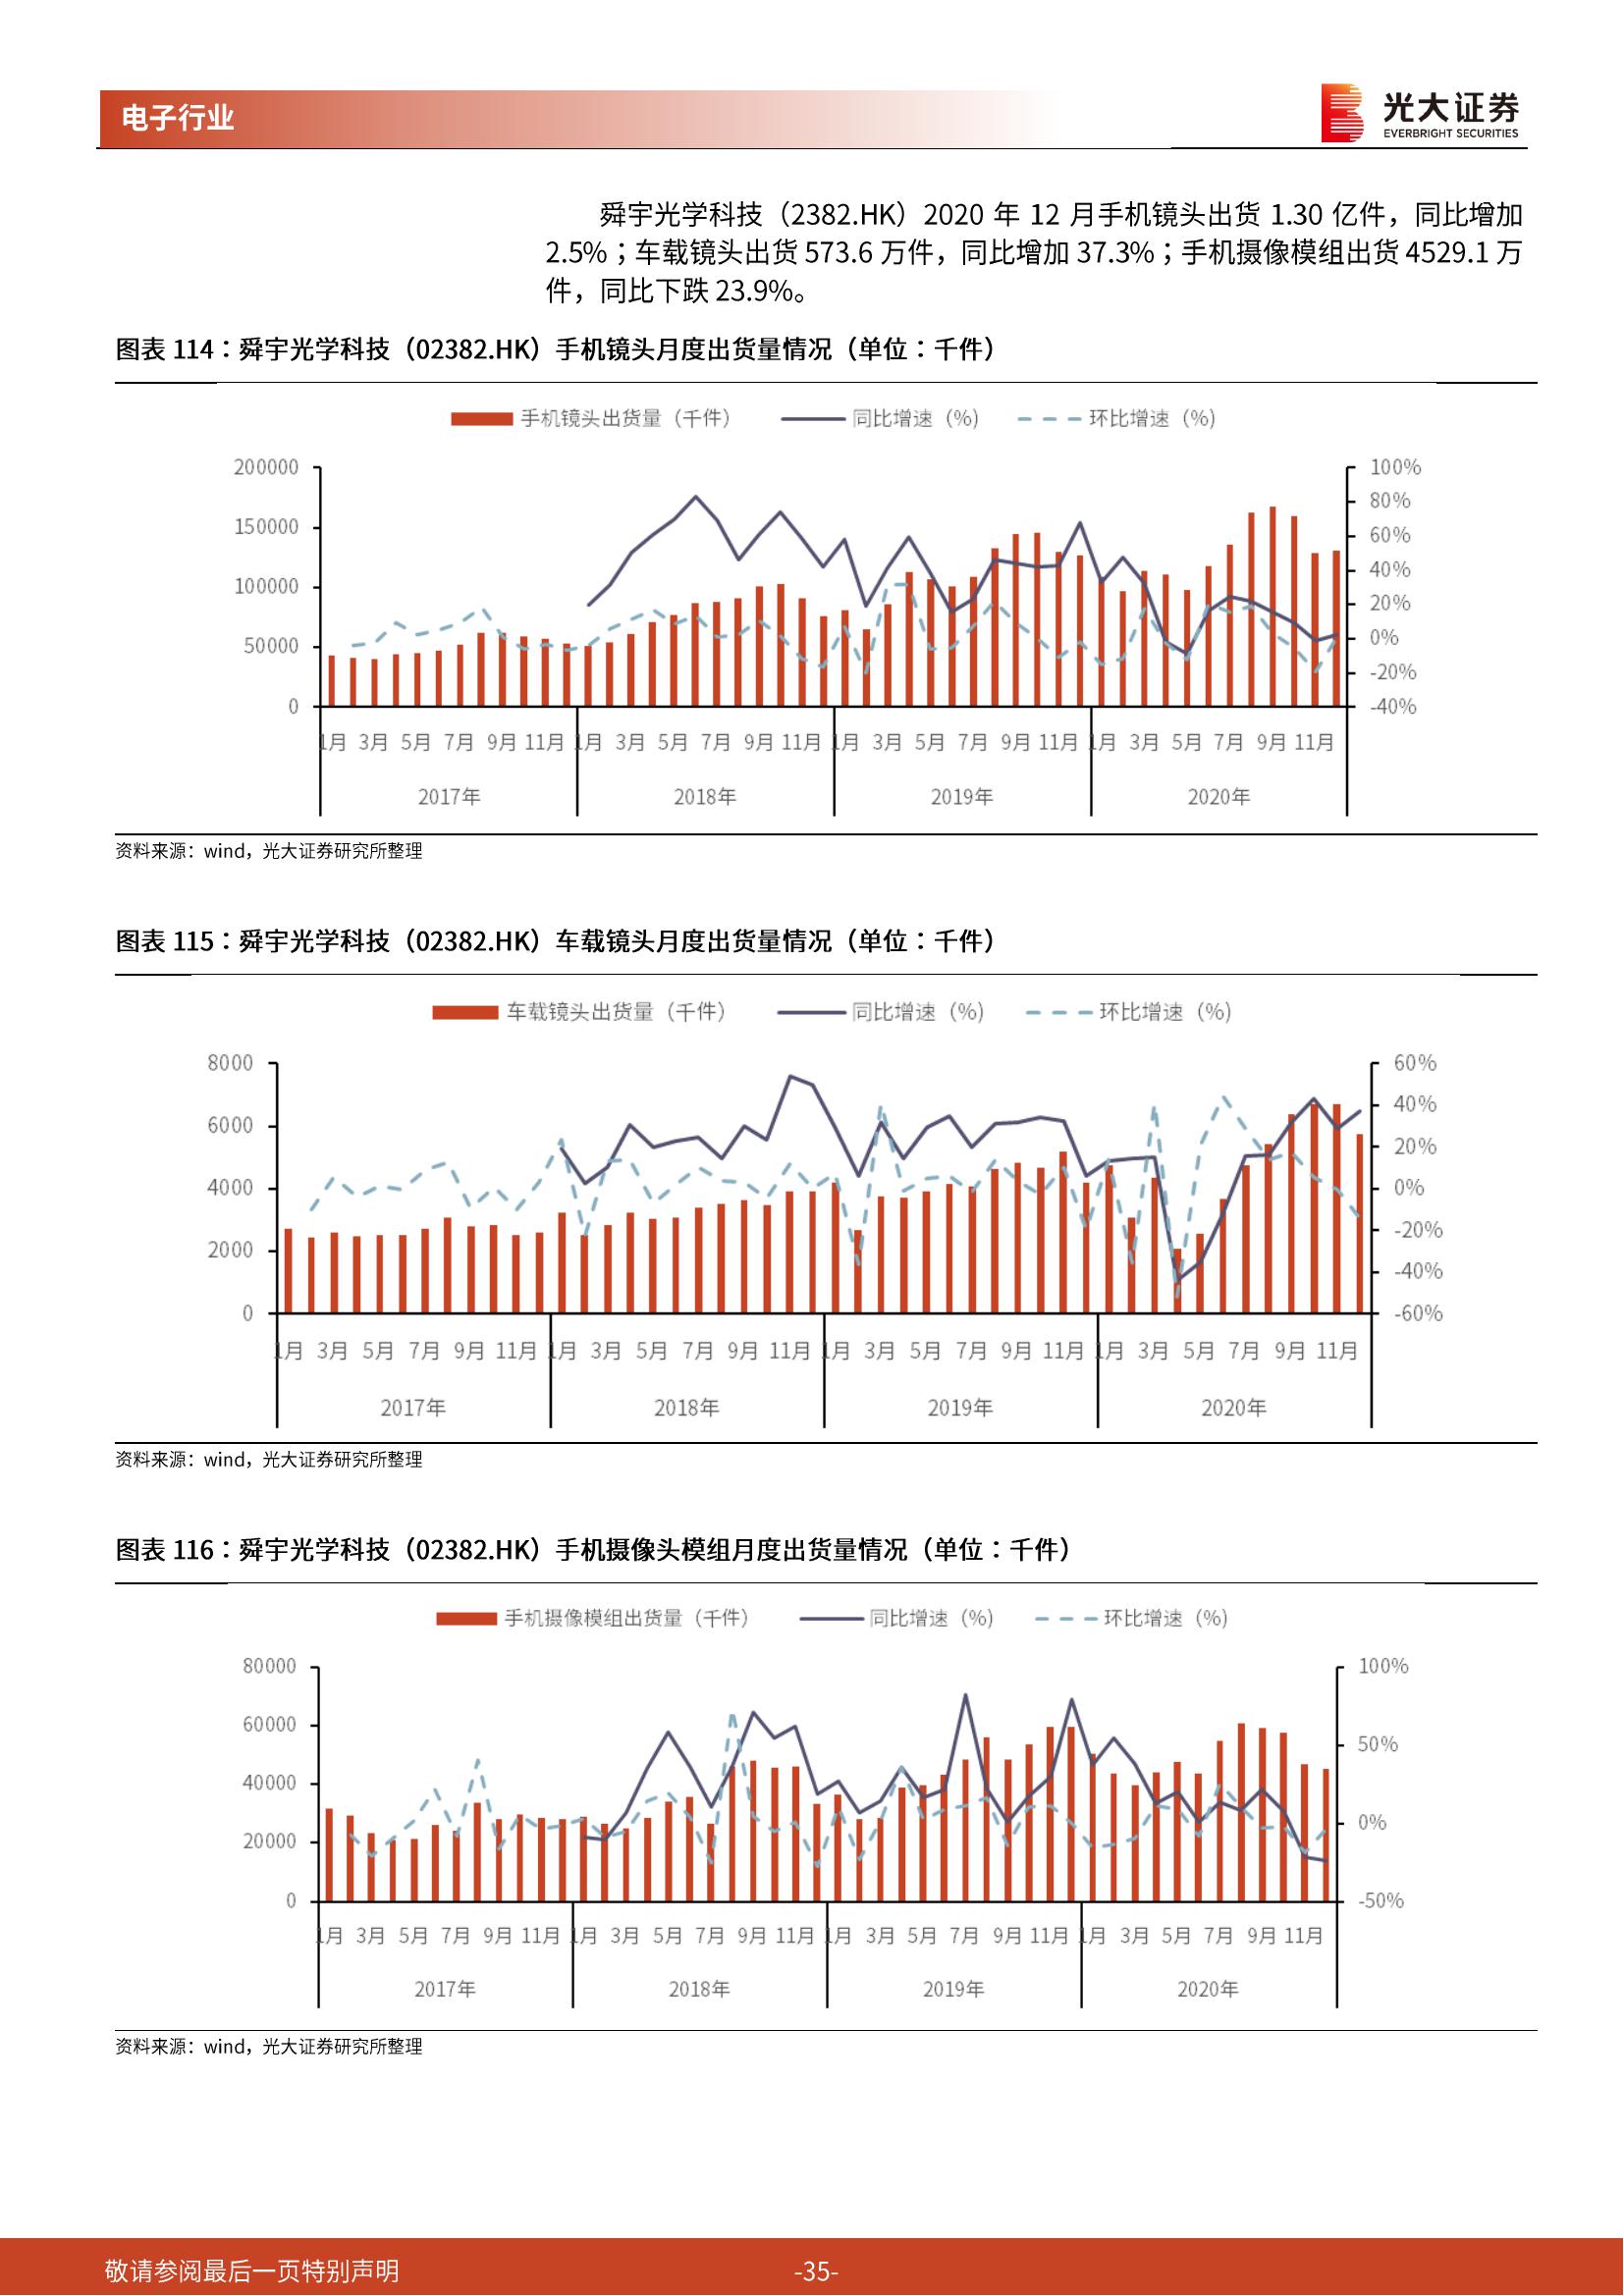 电子行业
光大证券
EVERBRIGHT SECURITIES
舜宇光学科技（2382.HK）2020 年 12 月手机镜头出货 1.30 亿件，同比增加
2.5%；车载镜头出货 573.6 万件，同比增加 37.3%；手机摄像模组出货 4529.1 万
件，同比下跌 23.9%。
图表 114：舜宇光学科技（02382.HK）手机镜头月度出货量情况（单位：千件）
手机镜头出货量（千件） 同比增速（%） 环比增速（%）
200000 100%
80%
150000 60%
40%
100000 20%
0%
50000 -20%
0 -40%
1月 3月 5月 7月 9月 11月 1月 3月 5月 7月 9月 11月 1月 3月 5月 7月 9月 11月 1月 3月 5月 7月 9月 11月
2017年 2018年 2019年 2020年
资料来源：wind，光大证券研究所整理
图表 115：舜宇光学科技（02382.HK）车载镜头月度出货量情况（单位：千件）
车载镜头出货量（千件） 同比增速（%） 环比增速（%）
8000 60%
40%
6000 20%
4000 0%
-20%
2000 -40%
0 -60%
1月 3月 5月 7月 9月 11月 1月 3月 5月 7月 9月 11月 1月 3月 5月 7月 9月 11月 1月 3月 5月 7月 9月 11月
2017年 2018年 2019年 2020年
资料来源：wind，光大证券研究所整理
图表 116：舜宇光学科技（02382.HK）手机摄像头模组月度出货量情况（单位：千件）
手机摄像模组出货量（千件） 同比增速（%） 环比增速（%）
80000 100%
60000 50%
40000 0%
20000
0 -50%
1月 3月 5月 7月 9月 11月 1月 3月 5月 7月 9月 11月 1月 3月 5月 7月 9月 11月 1月 3月 5月 7月 9月 11月
2017年 2018年 2019年 2020年
资料来源：wind，光大证券研究所整理
敬请参阅最后一页特别声明 -35-